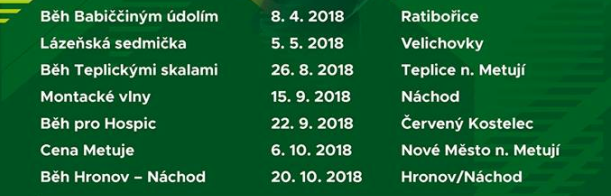 Běh Babiččiným údolím 8. 4. 2018 Ratibořice
Lázeňská sedmička 5. 5. 2018 Velichovky
Běh Teplickými skalami 26. 8. 2018 Teplice n. Metují
Montacké vlny 15. 9. 2018 Náchod
Běh pro Hospic 22. 9. 2018 Červený Kostelec
Cena Metuje 6. 10. 2018 Nové Město n. Metují
Běh Hronov – Náchod 20. 10. 2018 Hronov/Náchod